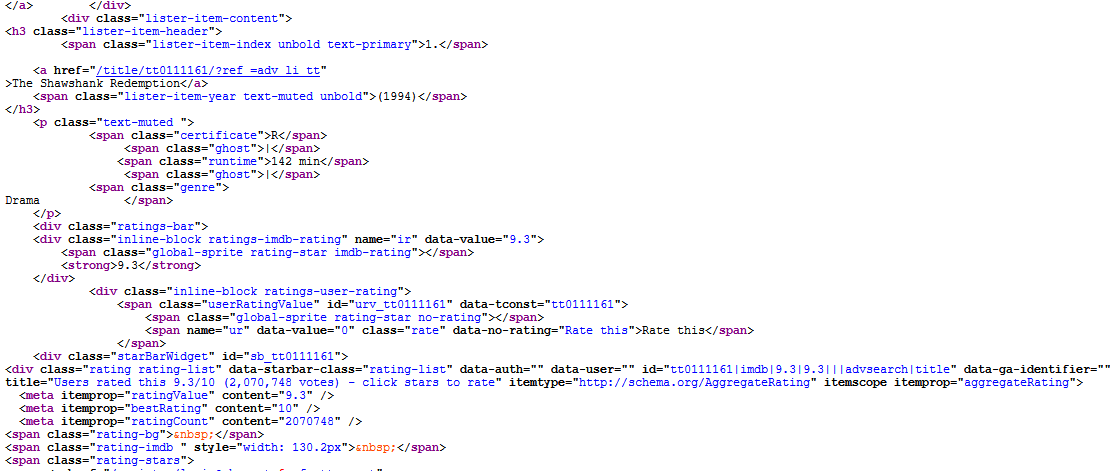 </a>        </div>
<div class="lister-item-content">
<h3 class="lister-item-header">
<span class="lister-item-index unbold text-primary">1.</span>
<a href="/title/tt0111161/?ref_=adv_li_tt"
>The Shawshank Redemption</a>
<span class="lister-item-year text-muted unbold">(1994)</span>
</h3>
<p class="text-muted ">
<span class="certificate">R</span>
<span class="ghost">|</span>
<span class="runtime">142 min</span>
<span class="ghost">|</span>
<span class="genre">
Drama            </span>
</p>
<div class="ratings-bar">
<div class="inline-block ratings-imdb-rating" name="ir" data-value="9.3">
<span class="global-sprite rating-star imdb-rating"></span>
<strong>9.3</strong>
</div>
<div class="inline-block ratings-user-rating">
<span class="userRatingValue" id="urv_tt0111161" data-tconst="tt0111161">
<span class="global-sprite rating-star no-rating"></span>
<span name="ur" data-value="0" class="rate" data-no-rating="Rate this">Rate this</span>
</span>
<div class="starBarWidget" id="sb_tt0111161">
<div class="rating rating-list" data-starbar-class="rating-list" data-auth="" data-user="" id="tt0111161|imdb|9.3|9.3|||advsearch|title" data-ga-identifier=""
title="Users rated this 9.3/10 (2,070,748 votes) - click stars to rate" itemtype="http://schema.org/AggregateRating" itemscope itemprop="aggregateRating">
<meta itemprop="ratingValue" content="9.3" />
<meta itemprop="bestRating" content="10" />
<meta itemprop="ratingCount" content="2070748" />
<span class="rating-bg">&nbsp;</span>
<span class="rating-imdb " style="width: 130.2px">&nbsp;</span>
<span class="rating-stars">